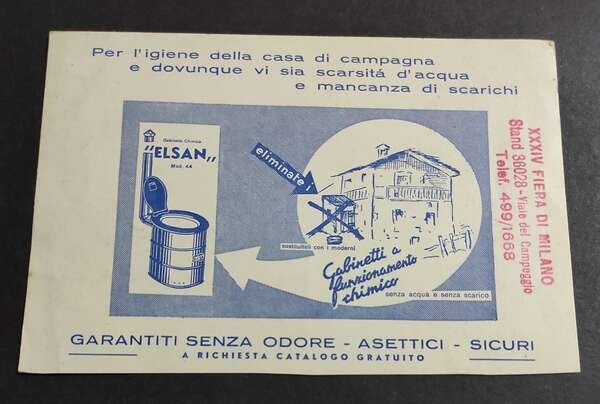 Per l'igiene della casa di campagna
e dovunque vi sia scarsitá d'acqua
e mancanza di scarichi
Gabinetto Chimico
"ELSAN„
Mod. 44
eliminate i
sostituiteli con i moderni
Gabinetti a
funzionamento
chimico
senza acqua e senza scarico
GARANTITI SENZA ODORE - ASETTICI - SICURI
A RICHIESTA CATALOGO GRATUITO
XXXIV FIERA DI MILANO
Stand 36028 - Viale del Campeggio
Telef. 499/1668